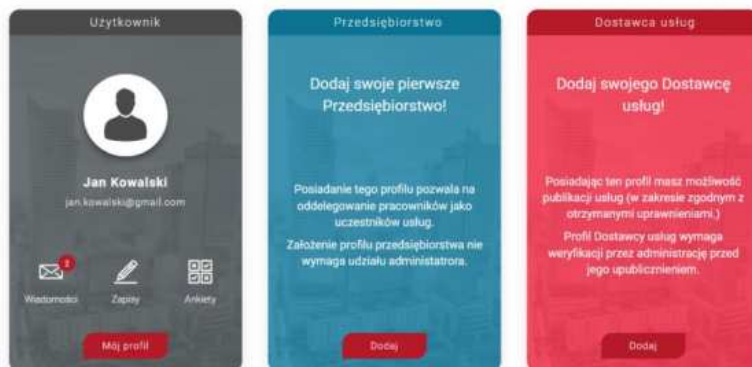 Użytkownik
Jan Kowalski
jan.kowalski@gmail.com
2
Wiadomości
Zapisy
Ankiety
Mój profil
Przedsiębiorstwo
Dodaj swoje pierwsze
Przedsiębiorstwo!
Posiadanie tego profilu pozwala na
oddelegowanie pracowników jako
uczestników usług.
Założenie profilu przedsiębiorstwa nie
wymaga udziału administatrora.
Dodaj
Dostawca usług
Dodaj swojego Dostawcę
usług!
Posiadając ten profil masz możliwość
publikacji usług (w zakresie zgodnym z
otrzymanymi uprawnieniami.)
Profil Dostawcy usług wymaga
weryfikacji przez administrację przed
jego upublicznieniem.
Dodaj